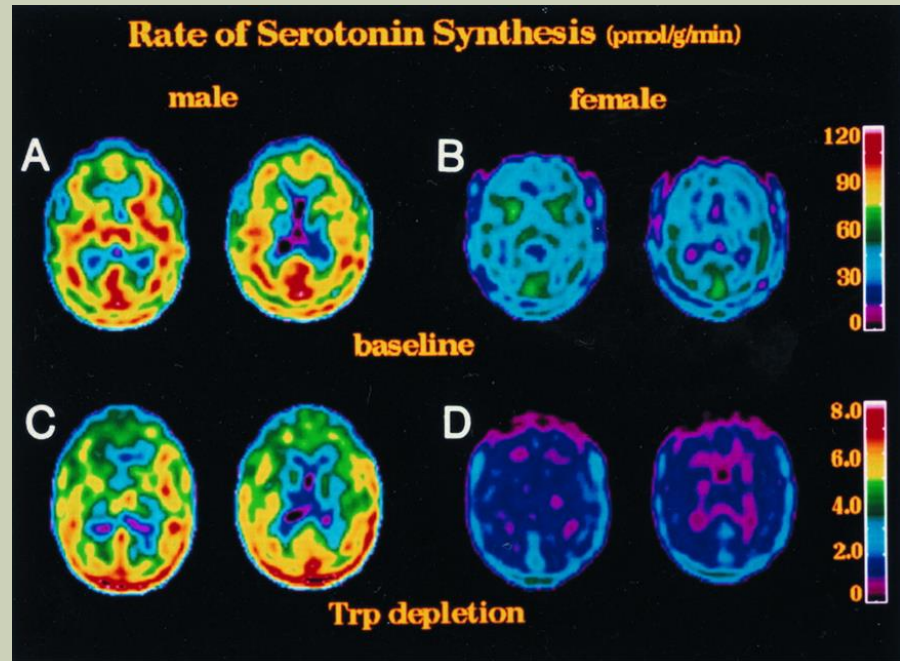 Rate of Serotonin Synthesis (pmol/g/min)
male female
A B
120
90
60
30
0
baseline
C D
8.0
6.0
4.0
2.0
0
Trp depletion